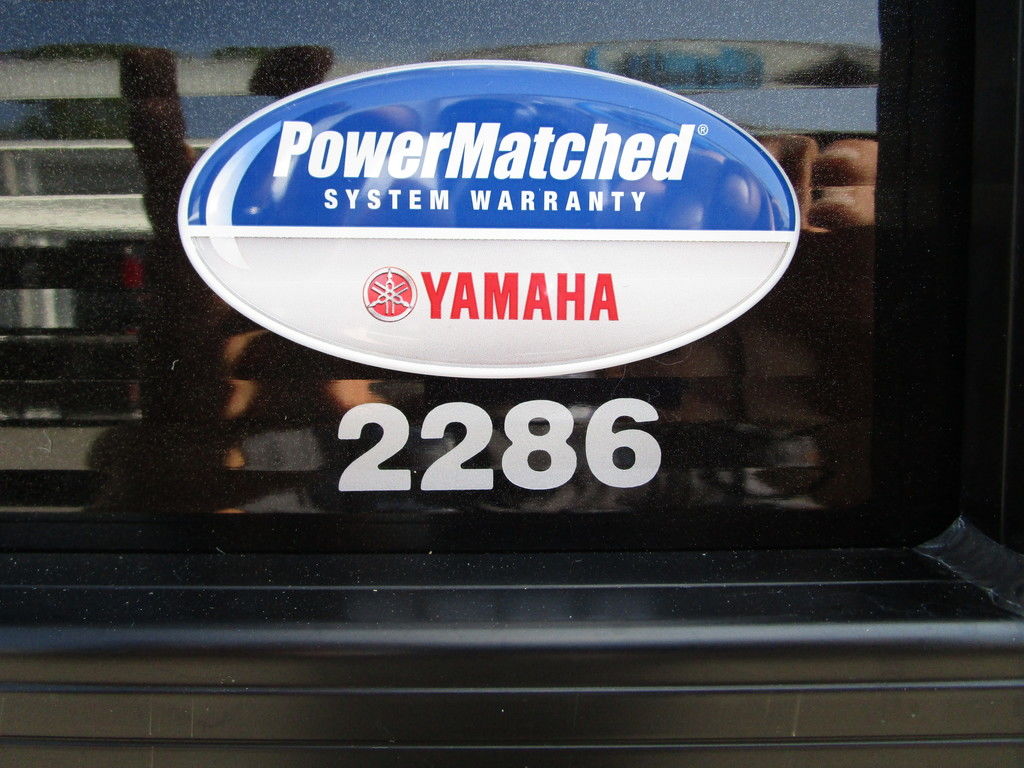 PowerMatched®
SYSTEM WARRANTY
YAMAHA
2286